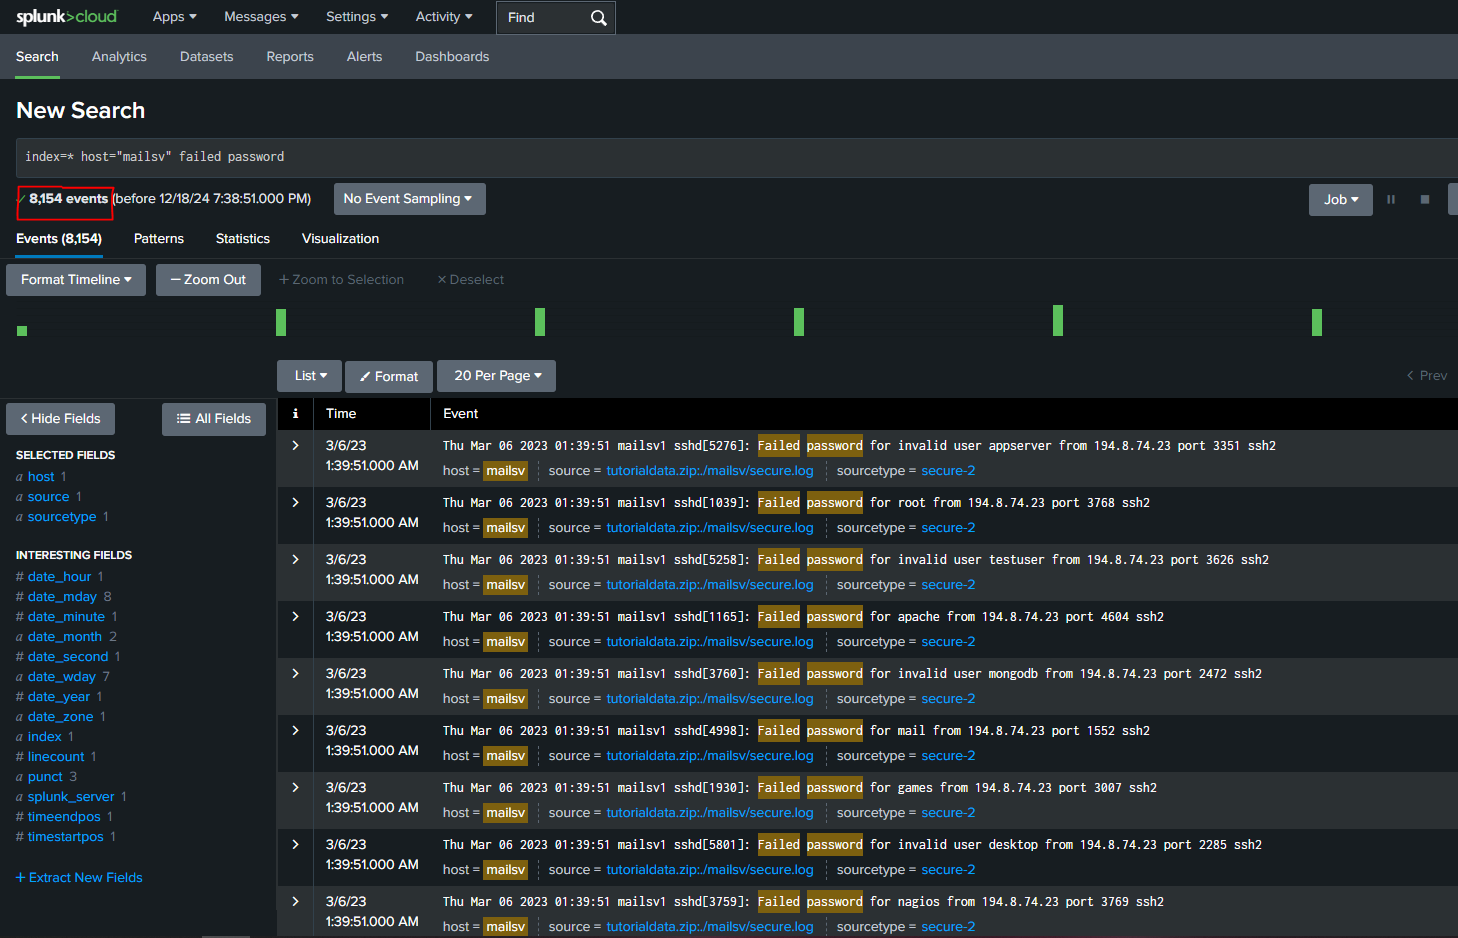 splunk>cloud Apps Messages Settings Activity Find
Search Analytics Datasets Reports Alerts Dashboards
New Search
index=* host="mailsv" failed password
✓ 8,154 events (before 12/18/24 7:38:51.000 PM) No Event Sampling Job
Events (8,154) Patterns Statistics Visualization
Format Timeline — Zoom Out + Zoom to Selection × Deselect
List Format 20 Per Page < Prev
< Hide Fields All Fields
i Time Event
SELECTED FIELDS
a host 1
a source 1
a sourcetype 1
INTERESTING FIELDS
# date_hour 1
# date_mday 8
# date_minute 1
a date_month 2
# date_second 1
a date_wday 7
# date_year 1
# date_zone 1
a index 1
# linecount 1
a punct 3
a splunk_server 1
# timeendpos 1
# timestartpos 1
+ Extract New Fields
> 3/6/23 Thu Mar 06 2023 01:39:51 mailsv1 sshd[5276]: Failed password for invalid user appserver from 194.8.74.23 port 3351 ssh2
1:39:51.000 AM host = mailsv source = tutorialdata.zip:./mailsv/secure.log sourcetype = secure-2
> 3/6/23 Thu Mar 06 2023 01:39:51 mailsv1 sshd[1039]: Failed password for root from 194.8.74.23 port 3768 ssh2
1:39:51.000 AM host = mailsv source = tutorialdata.zip:./mailsv/secure.log sourcetype = secure-2
> 3/6/23 Thu Mar 06 2023 01:39:51 mailsv1 sshd[5258]: Failed password for invalid user testuser from 194.8.74.23 port 3626 ssh2
1:39:51.000 AM host = mailsv source = tutorialdata.zip:./mailsv/secure.log sourcetype = secure-2
> 3/6/23 Thu Mar 06 2023 01:39:51 mailsv1 sshd[1165]: Failed password for apache from 194.8.74.23 port 4604 ssh2
1:39:51.000 AM host = mailsv source = tutorialdata.zip:./mailsv/secure.log sourcetype = secure-2
> 3/6/23 Thu Mar 06 2023 01:39:51 mailsv1 sshd[3760]: Failed password for invalid user mongodb from 194.8.74.23 port 2472 ssh2
1:39:51.000 AM host = mailsv source = tutorialdata.zip:./mailsv/secure.log sourcetype = secure-2
> 3/6/23 Thu Mar 06 2023 01:39:51 mailsv1 sshd[4998]: Failed password for mail from 194.8.74.23 port 1552 ssh2
1:39:51.000 AM host = mailsv source = tutorialdata.zip:./mailsv/secure.log sourcetype = secure-2
> 3/6/23 Thu Mar 06 2023 01:39:51 mailsv1 sshd[1930]: Failed password for games from 194.8.74.23 port 3007 ssh2
1:39:51.000 AM host = mailsv source = tutorialdata.zip:./mailsv/secure.log sourcetype = secure-2
> 3/6/23 Thu Mar 06 2023 01:39:51 mailsv1 sshd[5801]: Failed password for invalid user desktop from 194.8.74.23 port 2285 ssh2
1:39:51.000 AM host = mailsv source = tutorialdata.zip:./mailsv/secure.log sourcetype = secure-2
> 3/6/23 Thu Mar 06 2023 01:39:51 mailsv1 sshd[3759]: Failed password for nagios from 194.8.74.23 port 3769 ssh2
1:39:51.000 AM host = mailsv source = tutorialdata.zip:./mailsv/secure.log sourcetype = secure-2